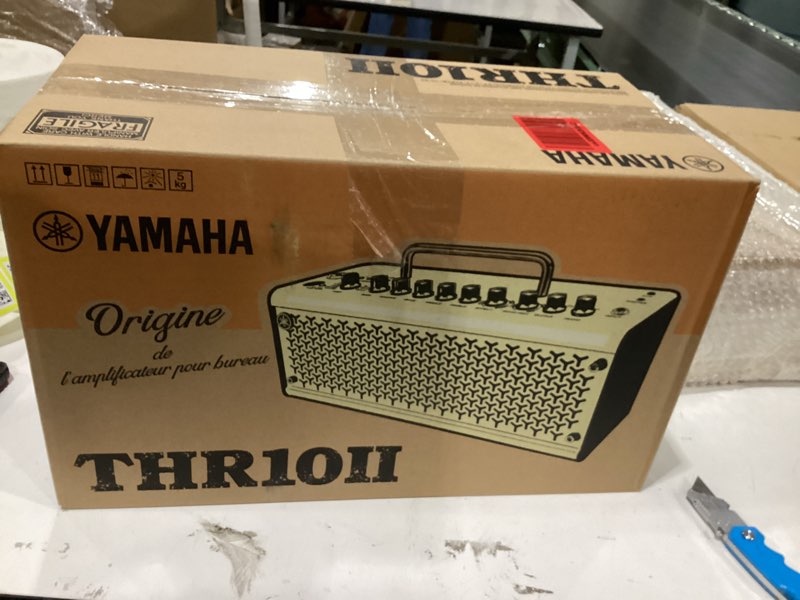 THR10II
FRAGILE
YAMAHA
5
kg
YAMAHA
Origine
de
l'amplificateur pour bureau
THR10II